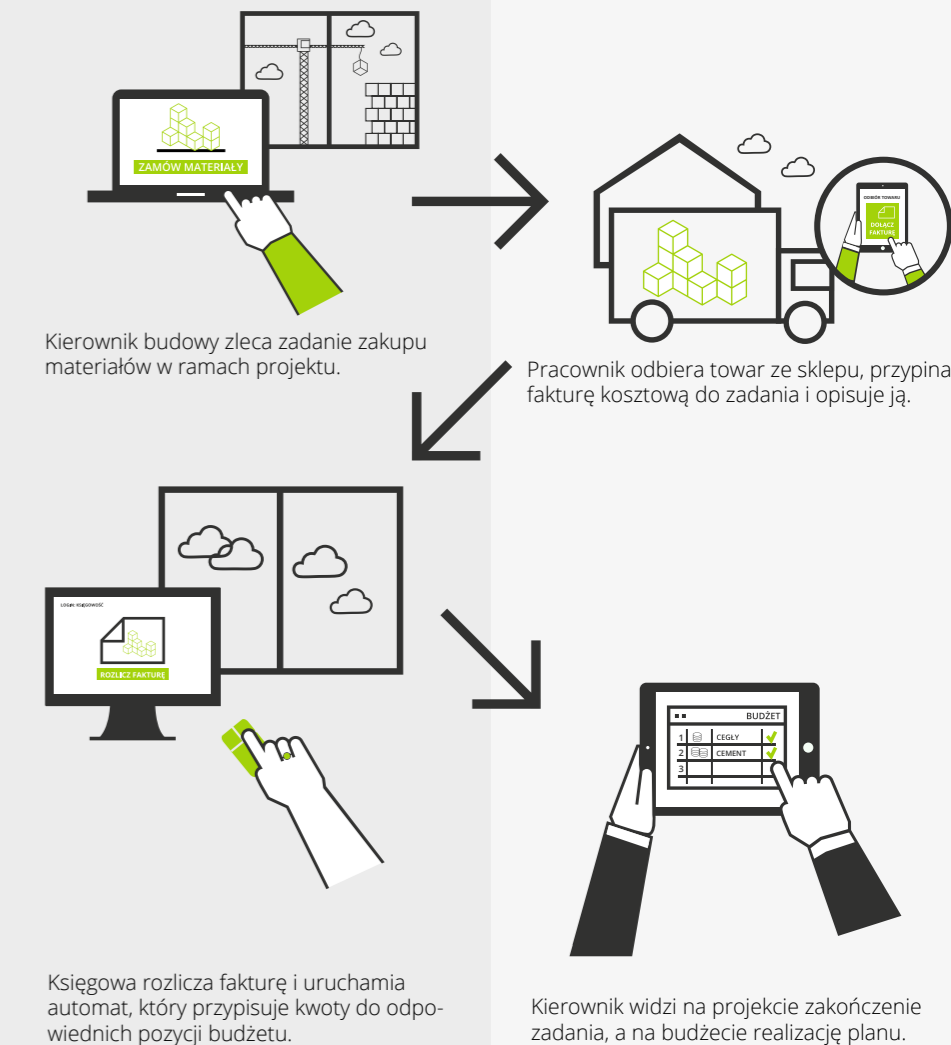 ZAMÓW MATERIAŁY
Kierownik budowy zleca zadanie zakupu
materiałów w ramach projektu.
ODBIÓR TOWARU
DOŁĄCZ
FAKTURĘ
Pracownik odbiera towar ze sklepu, przypina
fakturę kosztową do zadania i opisuje ją.
LOGIN: KSIĘGOWOŚĆ
ROZLICZ FAKTURĘ
Księgowa rozlicza fakturę i uruchamia
automat, który przypisuje kwoty do odpo-
wiednich pozycji budżetu.
BUDŻET
1 CEGŁY
2 CEMENT
3
Kierownik widzi na projekcie zakończenie
zadania, a na budżecie realizację planu.